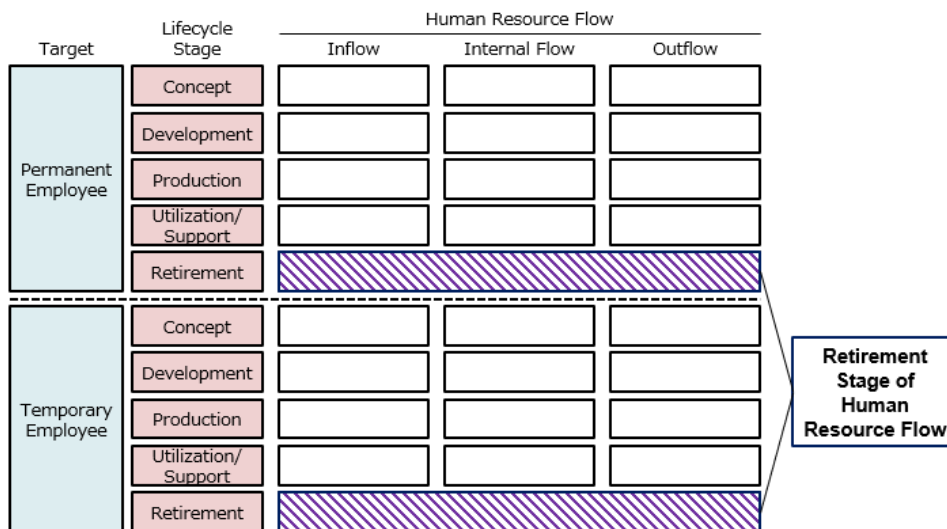 Human Resource Flow
Target
Lifecycle
Stage
Inflow
Internal Flow
Outflow
Permanent
Employee
Concept
Development
Production
Utilization/
Support
Retirement
Temporary
Employee
Concept
Development
Production
Utilization/
Support
Retirement
Retirement
Stage of
Human
Resource Flow